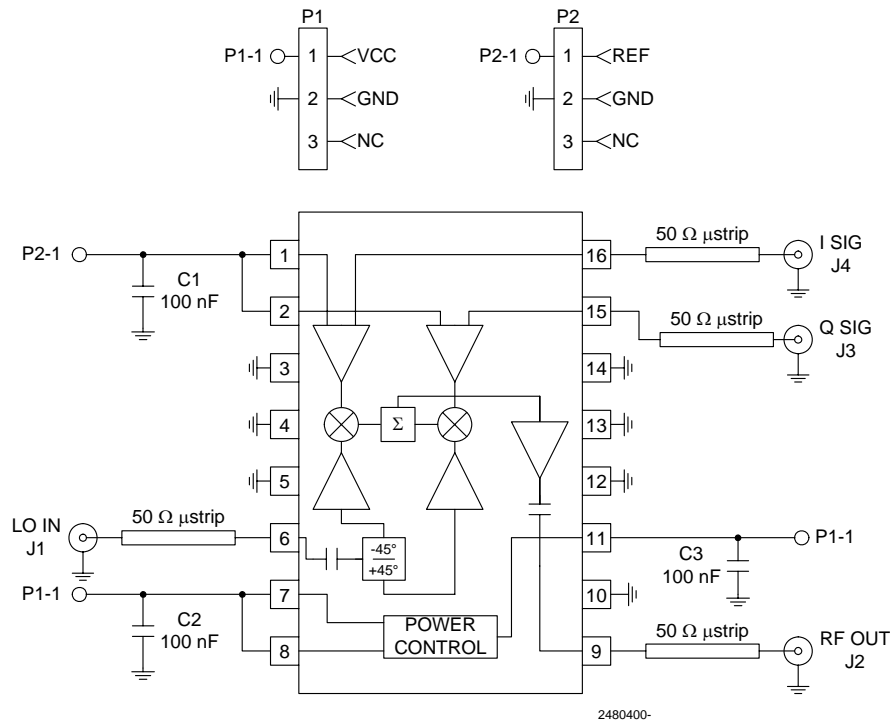 P1
P2
P1-1
1
VCC
P2-1
1
REF
2
GND
2
GND
3
NC
3
NC
P2-1
1
16
50 Ω μstrip
I SIG
J4
C1
100 nF
2
15
50 Ω μstrip
Q SIG
J3
3
14
4
Σ
13
5
12
LO IN
J1
50 Ω μstrip
6
-45°
+45°
11
P1-1
C3
100 nF
P1-1
7
10
C2
100 nF
POWER
CONTROL
8
9
50 Ω μstrip
RF OUT
J2
2480400-